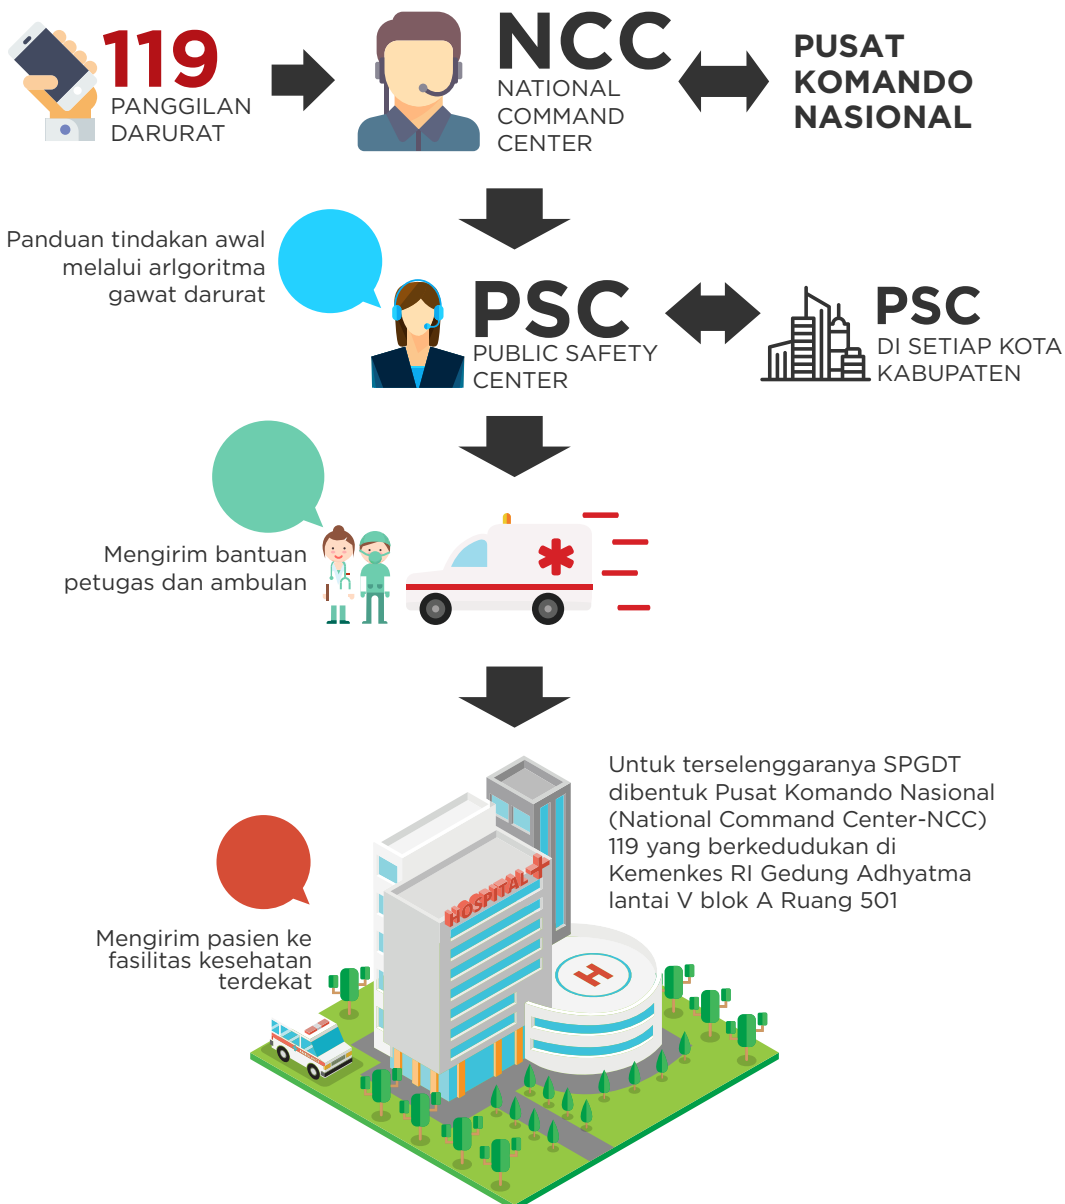 119
PANGGILAN
DARURAT
NCC
NATIONAL
COMMAND
CENTER
PUSAT
KOMANDO
NASIONAL
Panduan tindakan awal
melalui arlgoritma
gawat darurat
PSC
PUBLIC SAFETY
CENTER
PSC
DI SETIAP KOTA
KABUPATEN
Mengirim bantuan
petugas dan ambulan
Untuk terselenggaranya SPGDT
dibentuk Pusat Komando Nasional
(National Command Center-NCC)
119 yang berkedudukan di
Kemenkes RI Gedung Adhyatma
lantai V blok A Ruang 501
HOSPITAL
H
Mengirim pasien ke
fasilitas kesehatan
terdekat